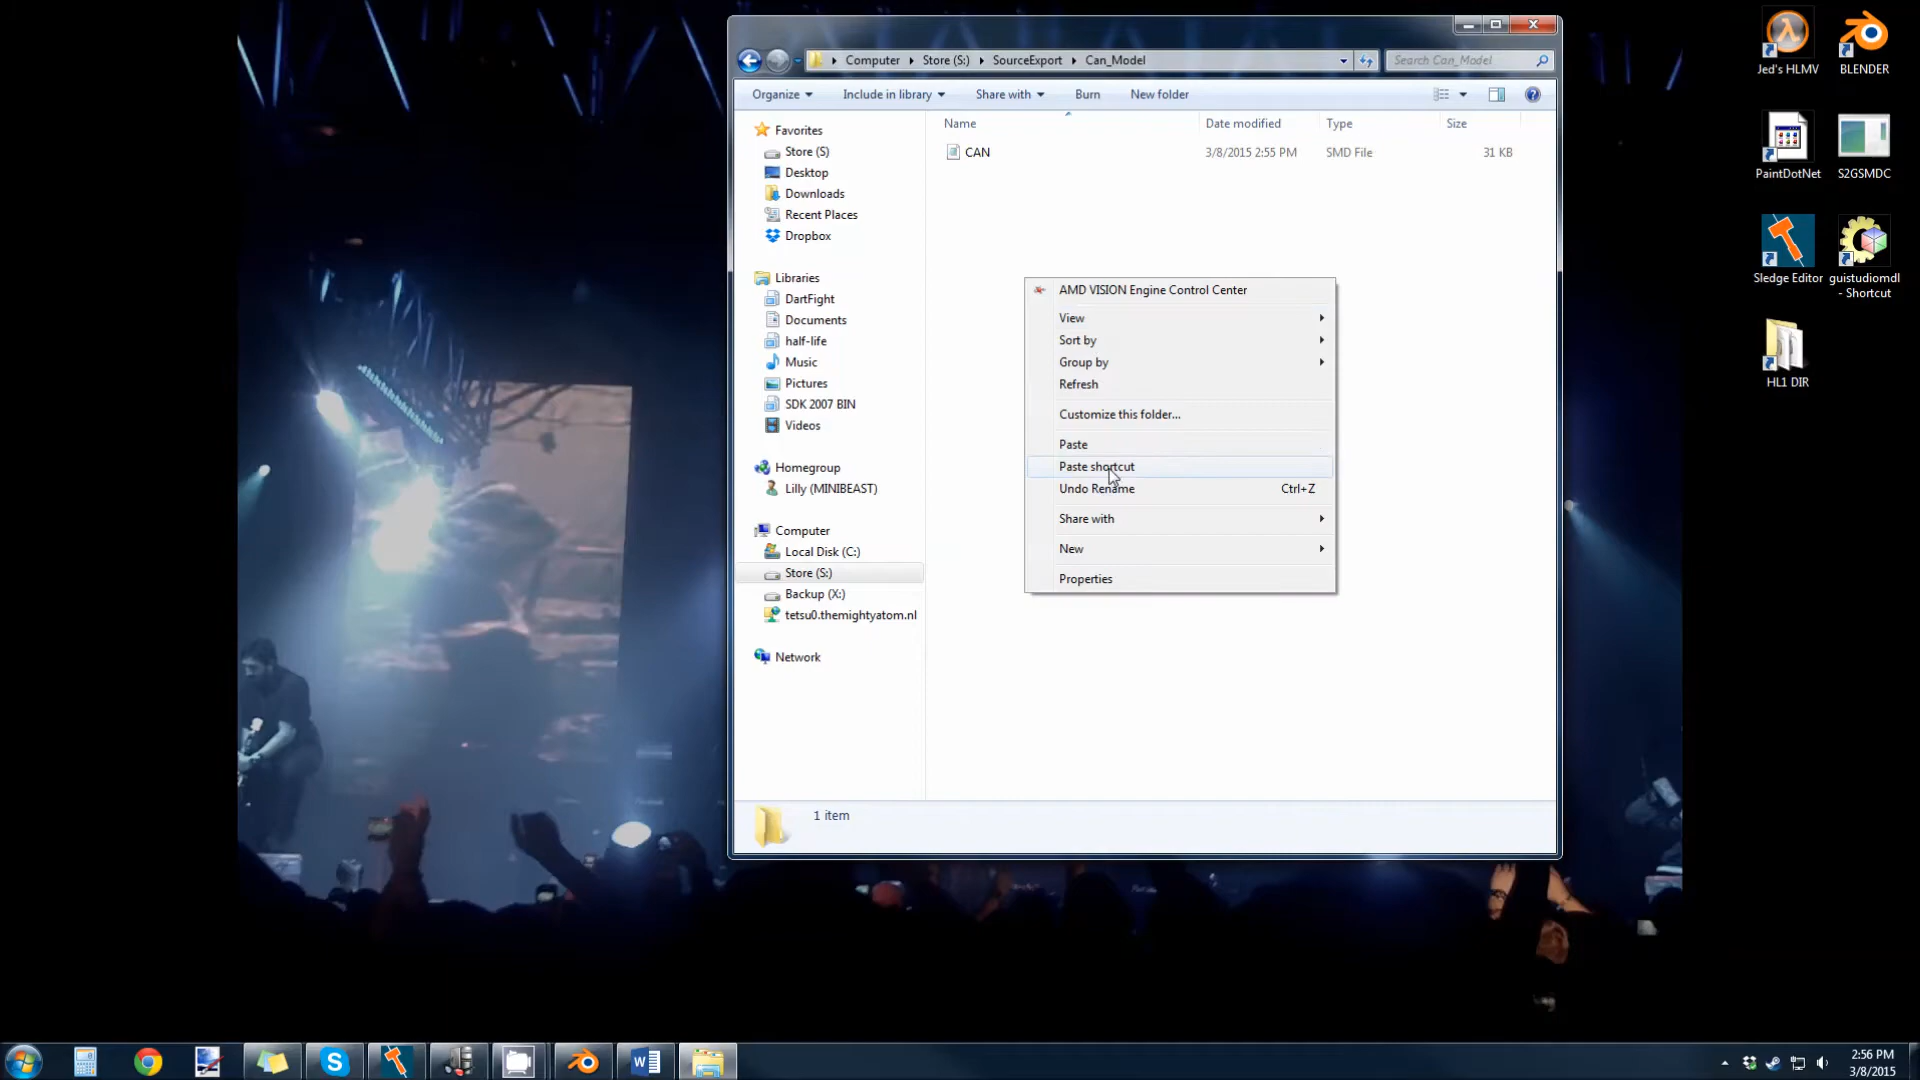 Computer Store (S:) SourceExport Can_Model
Search Can_Model
Organize Include in library Share with Burn New folder
Name Date modified Type Size
CAN 3/8/2015 2:55 PM SMD File 31 KB
Favorites
Store (S)
Desktop
Downloads
Recent Places
Dropbox
Libraries
DartFight
Documents
half-life
Music
Pictures
SDK 2007 BIN
Videos
Homegroup
Lilly (MINIBEAST)
Computer
Local Disk (C:)
Store (S:)
Backup (X:)
tetsu0.themightyatom.nl
Network
AMD VISION Engine Control Center
View
Sort by
Group by
Refresh
Customize this folder...
Paste
Paste shortcut
Undo Rename Ctrl+Z
Share with
New
Properties
1 item
Jed's HLMV
BLENDER
PaintDotNet
S2GSMDC
Sledge Editor
guistudiomdl
- Shortcut
HL1 DIR
2:56 PM
3/8/2015